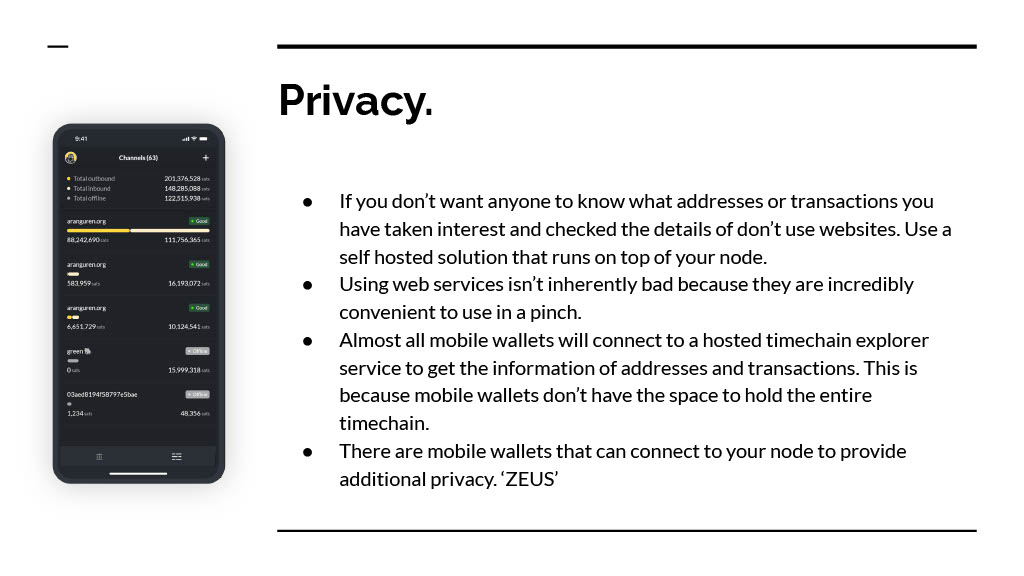 Privacy.
9:41
Channels (63)
+
Total outbound 201,376,528 sats
Total inbound 148,285,088 sats
Total offline 122,515,938 sats
aranguren.org Good
88,242,690 sats 111,756,365 sats
aranguren.org Good
583,959 sats 16,193,072 sats
aranguren.org Good
6,651,729 sats 10,124,541 sats
green Offline
0 sats 15,999,318 sats
03aed8194f58797e5bae Offline
1,234 sats 48,356 sats
● If you don’t want anyone to know what addresses or transactions you
have taken interest and checked the details of don’t use websites. Use a
self hosted solution that runs on top of your node.
● Using web services isn’t inherently bad because they are incredibly
convenient to use in a pinch.
● Almost all mobile wallets will connect to a hosted timechain explorer
service to get the information of addresses and transactions. This is
because mobile wallets don’t have the space to hold the entire
timechain.
● There are mobile wallets that can connect to your node to provide
additional privacy. ‘ZEUS’